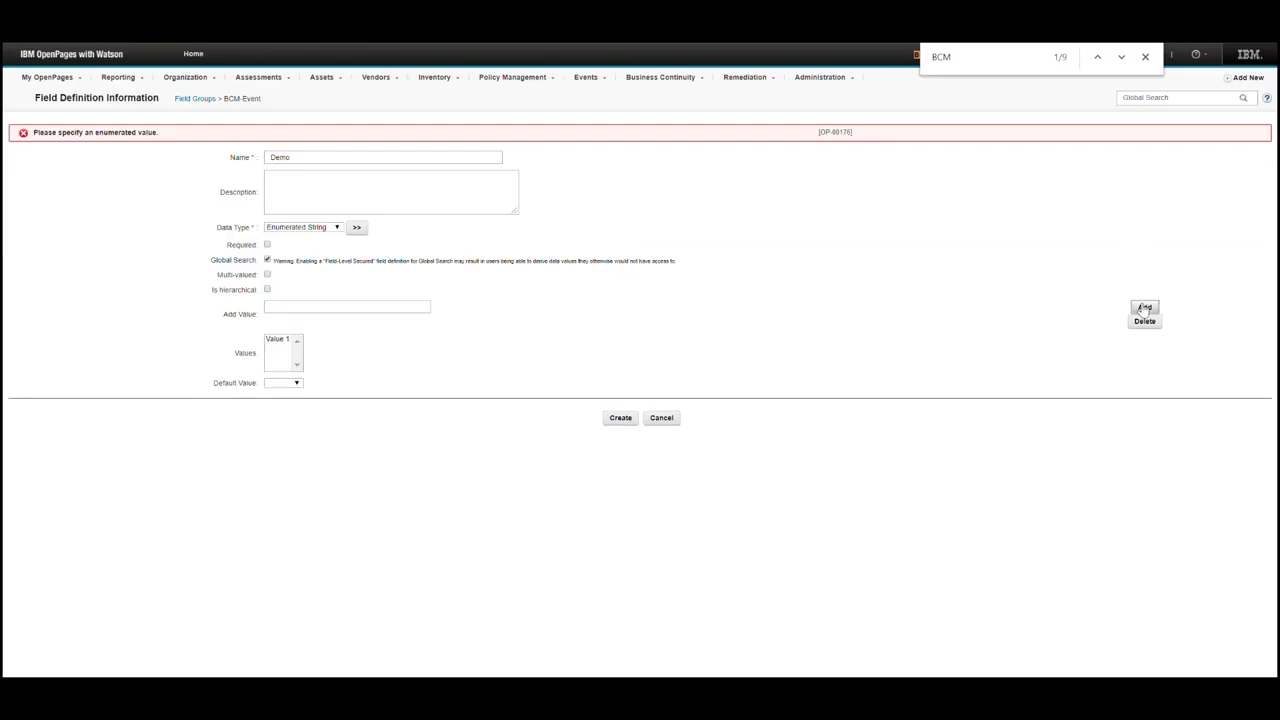 IBM OpenPages with Watson
Home
BCM
1/9
IBM.
My OpenPages
Reporting
Organization
Assessments
Assets
Vendors
Inventory
Policy Management
Events
Business Continuity
Remediation
Administration
Add New
Field Definition Information
Field Groups > BCM-Event
Global Search
Please specify an enumerated value.
[OP-00176]
Name * :
Demo
Description:
Data Type * :
Enumerated String
>>
Required:
Global Search:
Warning: Enabling a "Field-Level Secured" field definition for Global Search may result in users being able to derive data values they otherwise would not have access to.
Multi-valued:
Is hierarchical:
Add Value:
Add
Delete
Values:
Value 1
Default Value:
Create
Cancel